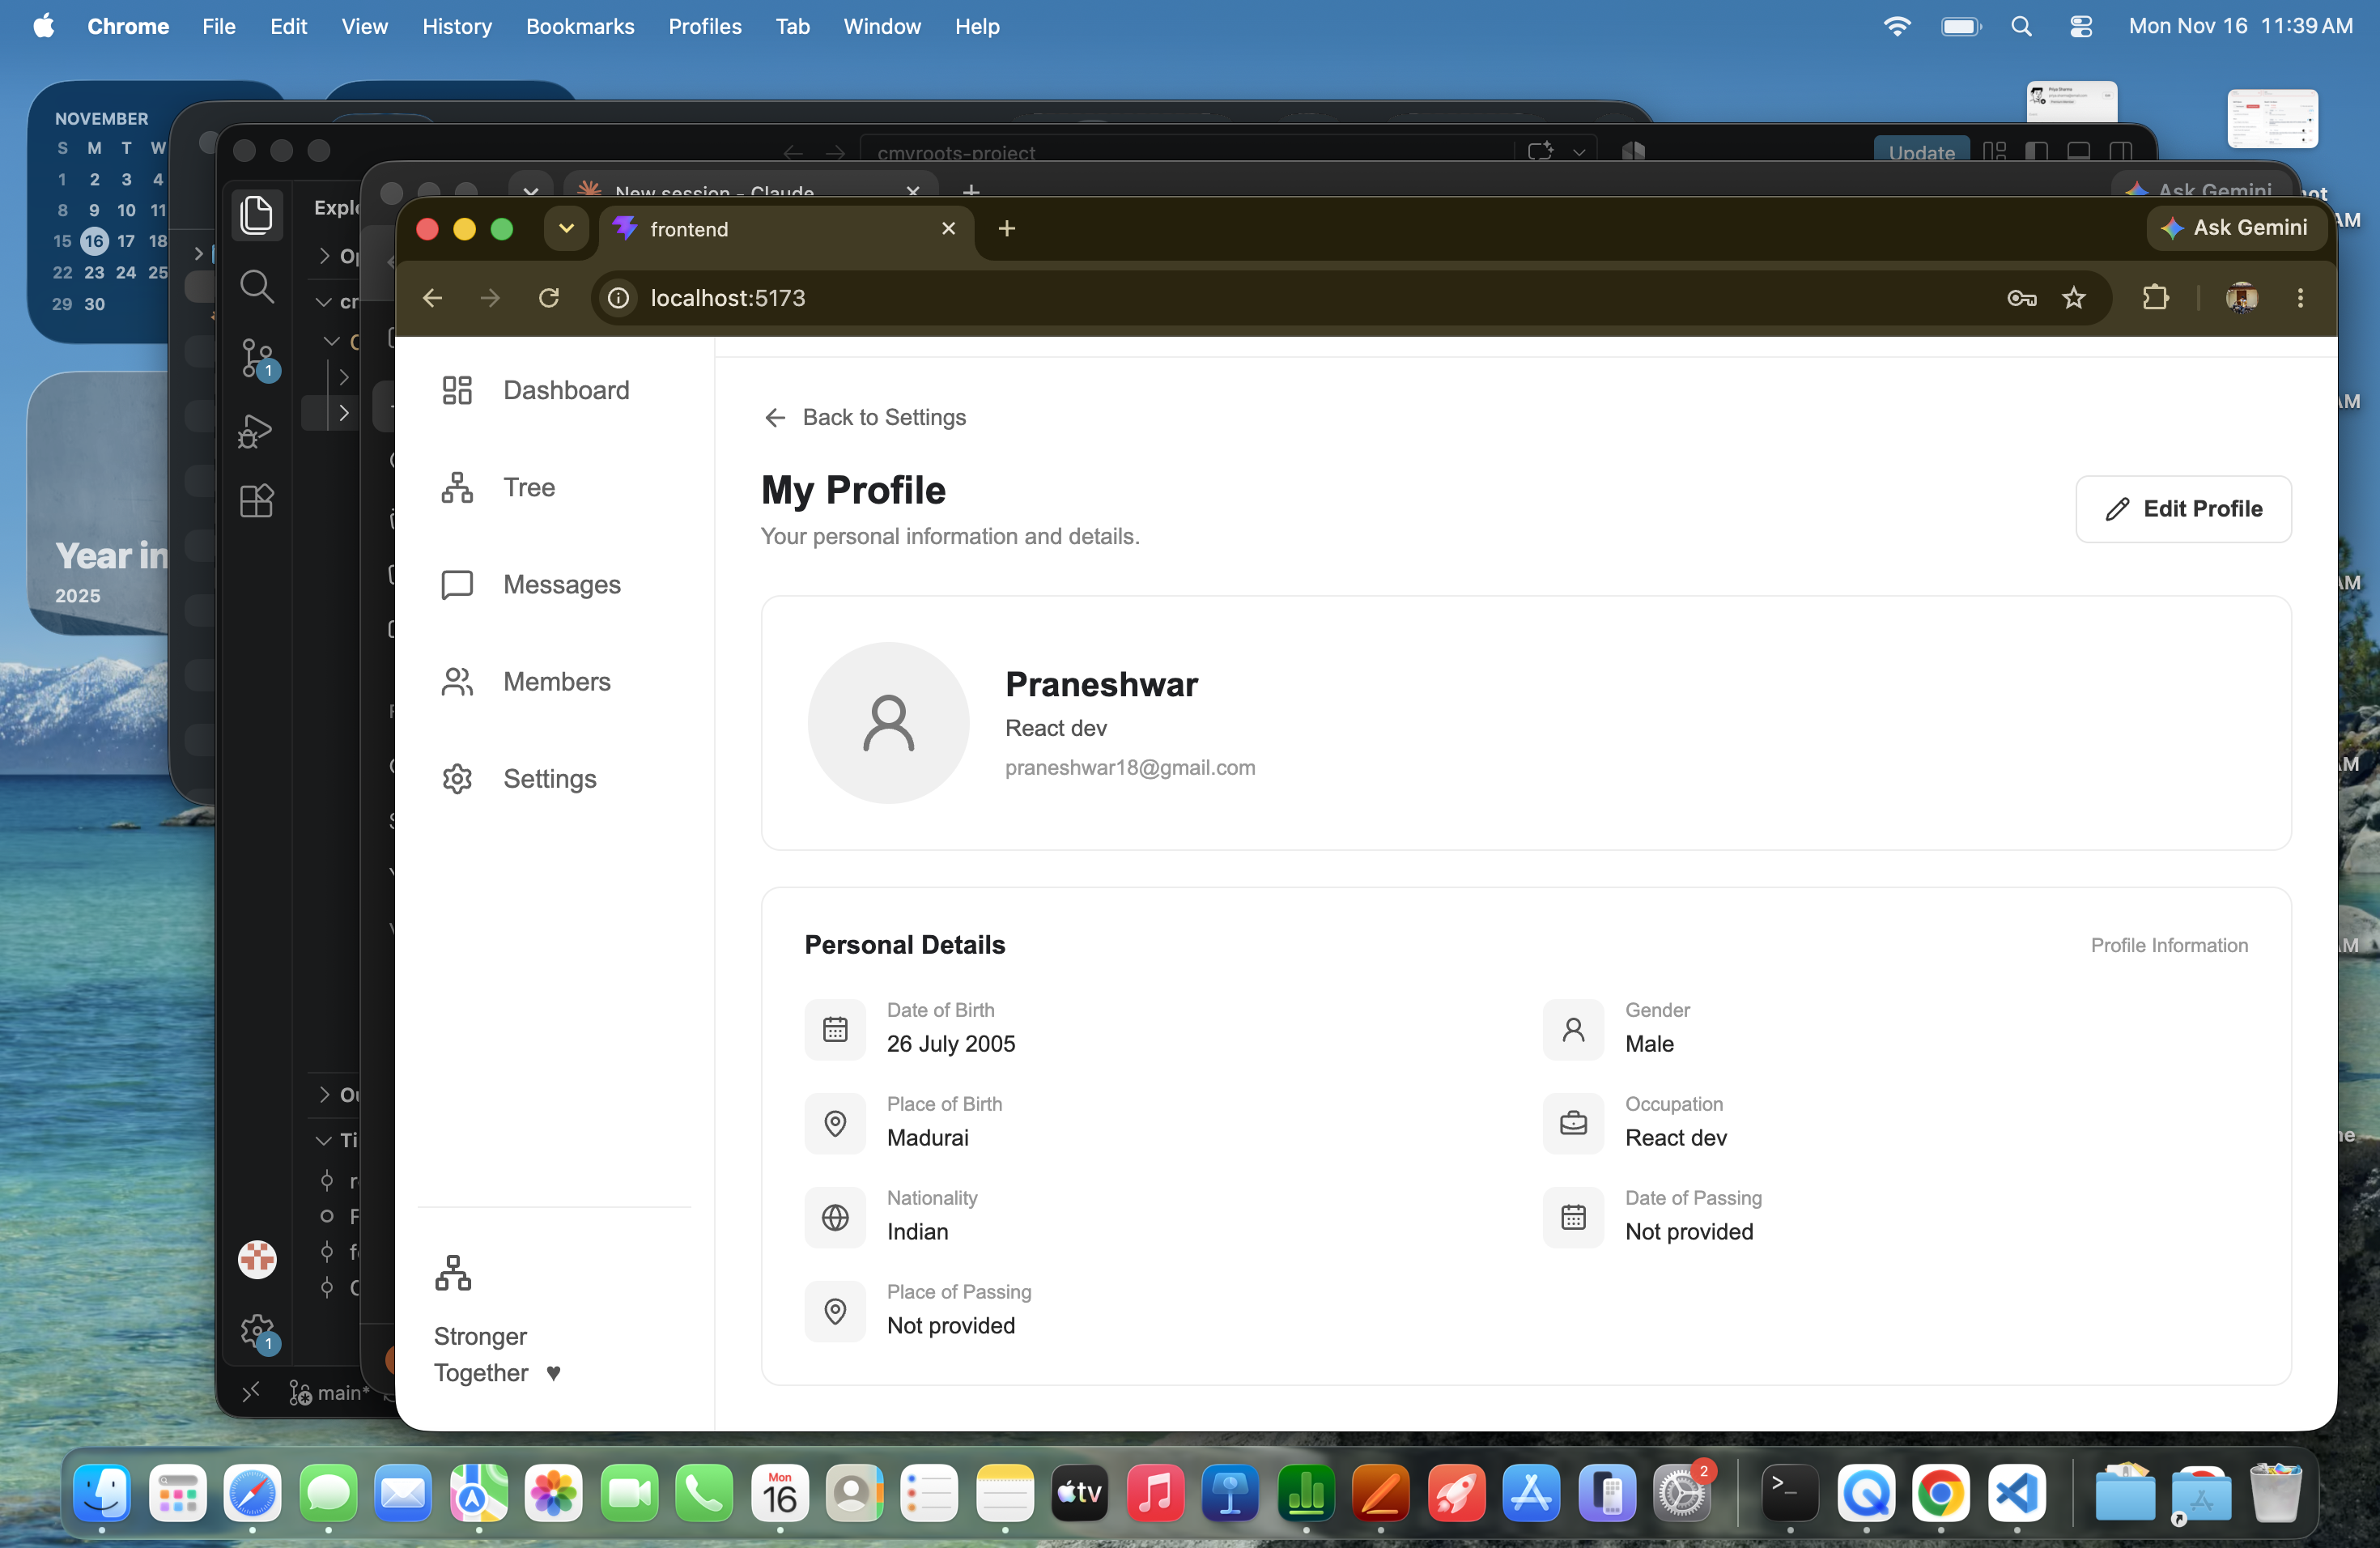 Chrome File Edit View History Bookmarks Profiles Tab Window Help
Mon Nov 16 11:39 AM
NOVEMBER
S M T W
1 2 3 4
8 9 10 11
15 16 17 18
22 23 24 25
29 30
Year in
2025
cmyroots-project
Update
New session - Claude
Ask Gemini
frontend
Ask Gemini
localhost:5173
1
1
main*
Dashboard
Tree
Messages
Members
Settings
Stronger
Together ♥
Back to Settings
My Profile
Your personal information and details.
Edit Profile
Praneshwar
React dev
praneshwar18@gmail.com
Personal Details
Profile Information
Date of Birth
26 July 2005
Gender
Male
Place of Birth
Madurai
Occupation
React dev
Nationality
Indian
Date of Passing
Not provided
Place of Passing
Not provided
Mon
16
tv
2